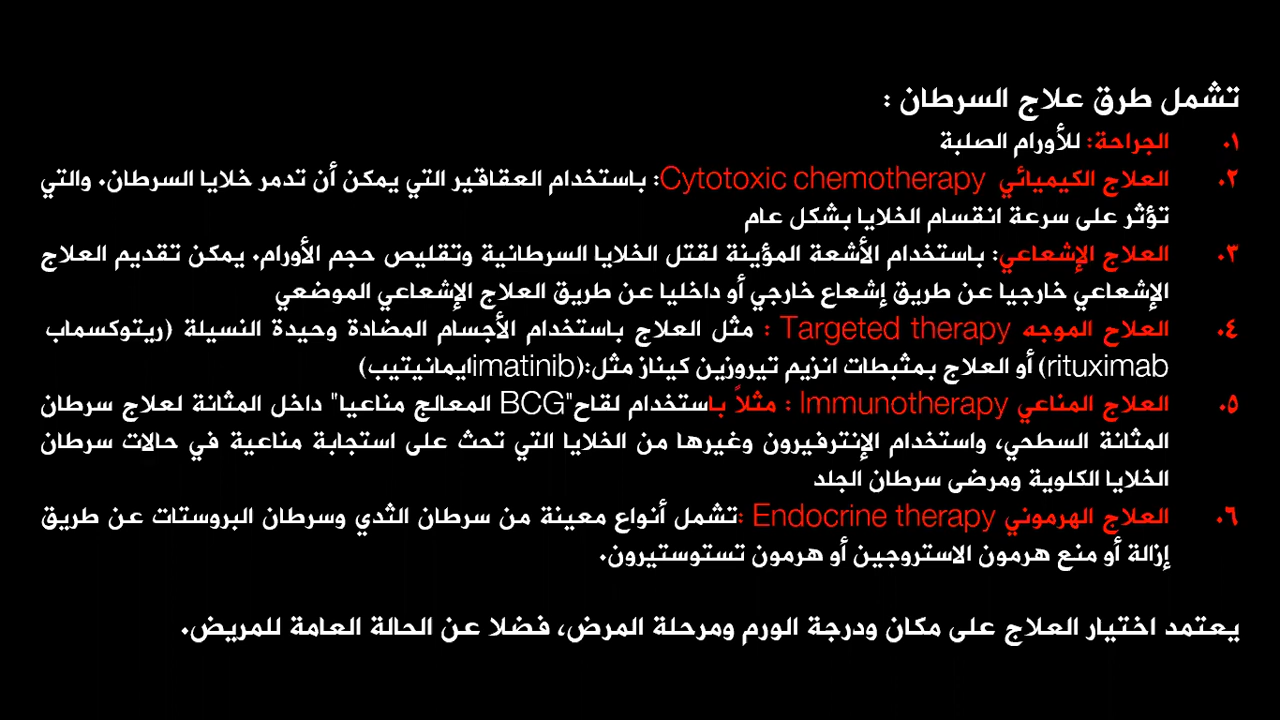 تشمل طرق علاج السرطان :
٠١ الجراحة: للأورام الصلبة
٠٢ العلاج الكيميائي Cytotoxic chemotherapy: باستخدام العقاقير التي يمكن أن تدمر خلايا السرطان. والتي
تؤثر على سرعة انقسام الخلايا بشكل عام
٠٣ العلاج الإشعاعي: باستخدام الأشعة المؤينة لقتل الخلايا السرطانية وتقليص حجم الأورام. يمكن تقديم العلاج
الإشعاعي خارجيا عن طريق إشعاع خارجي أو داخليا عن طريق العلاج الإشعاعي الموضعي
٠٤ العلاح الموجه Targeted therapy : مثل العلاج باستخدام الأجسام المضادة وحيدة النسيلة (ريتوكسماب
rituximab) أو العلاج بمثبطات انزيم تيروزين كيناز مثل:(imatinibايمانيتيب)
٠٥ العلاج المناعي Immunotherapy : مثلاً باستخدام لقاح"BCG المعالج مناعيا" داخل المثانة لعلاج سرطان
المثانة السطحي، واستخدام الإنترفيرون وغيرها من الخلايا التي تحث على استجابة مناعية في حالات سرطان
الخلايا الكلوية ومرضى سرطان الجلد
٠٦ العلاج الهرموني Endocrine therapy :تشمل أنواع معينة من سرطان الثدي وسرطان البروستات عن طريق
إزالة أو منع هرمون الاستروجين أو هرمون تستوستيرون.
يعتمد اختيار العلاج على مكان ودرجة الورم ومرحلة المرض، فضلا عن الحالة العامة للمريض.